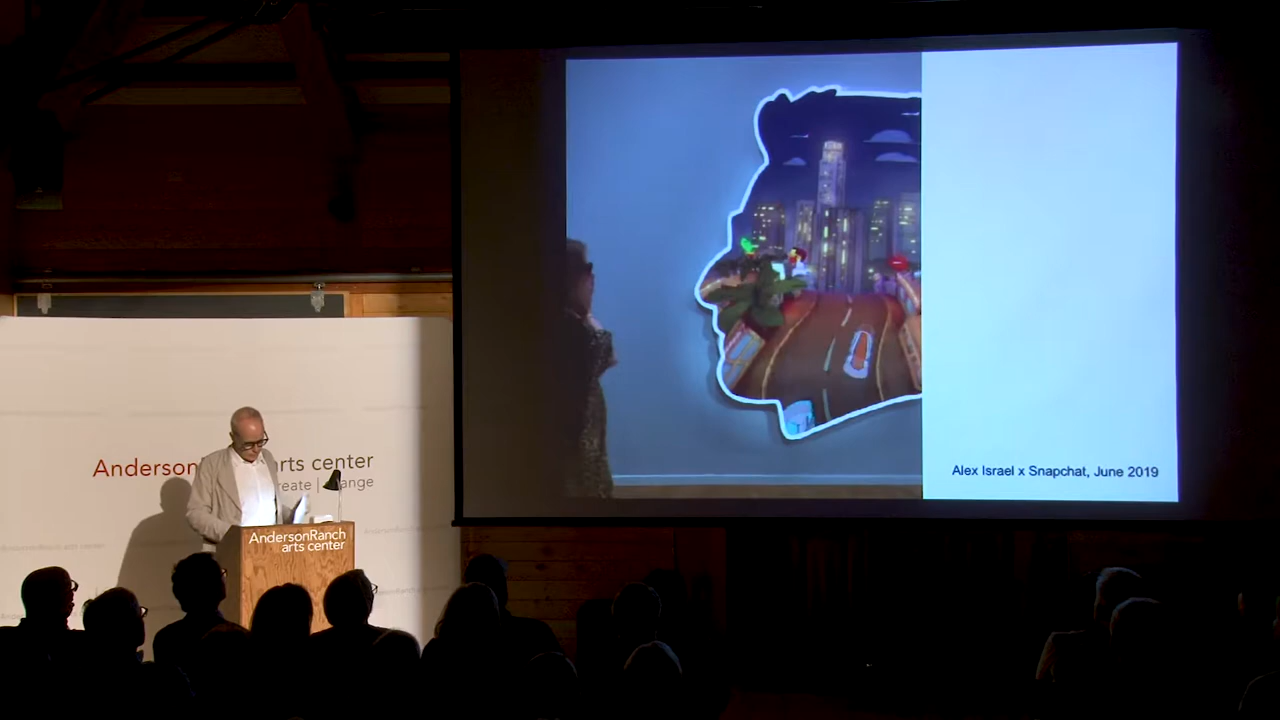 Alex Israel x Snapchat, June 2019
Anderson arts center
reate | ange
AndersonRanch
arts center